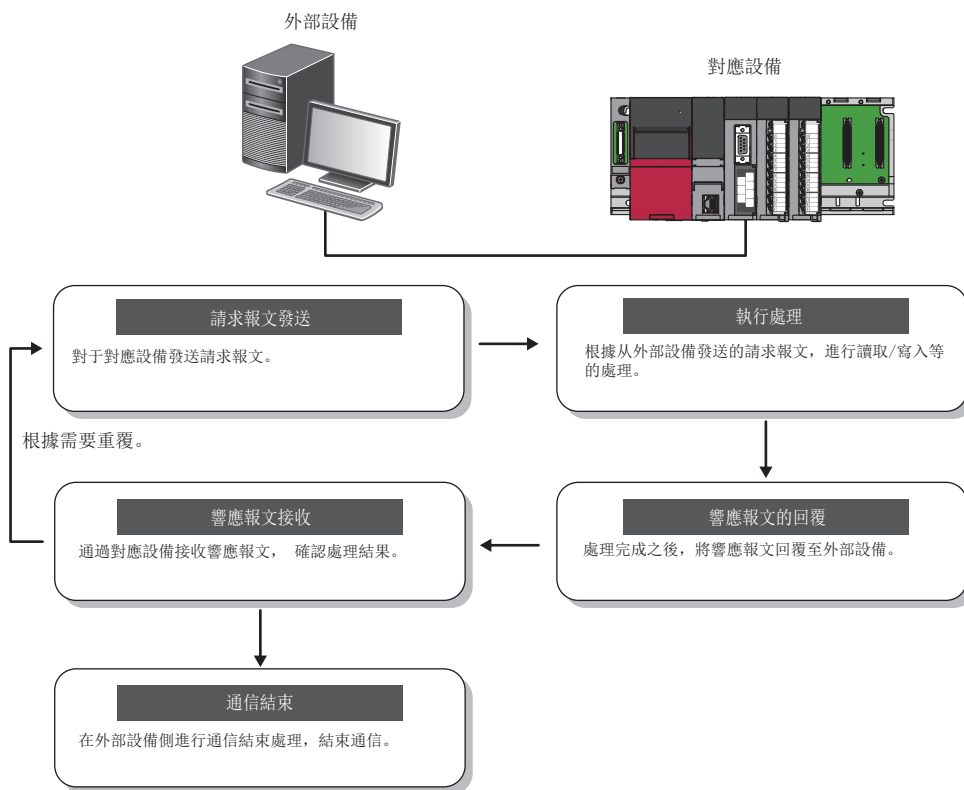 外部設備
對應設備
請求報文發送
對于對應設備發送請求報文。
執行處理
根據从外部設備發送的請求報文，進行讀取/寫入等
的處理。
根據需要重覆。
響應報文接收
通過對應設備接收響應報文， 確認處理結果。
響應報文的回覆
處理完成之後，將響應報文回覆至外部設備。
通信結束
在外部設備側進行通信結束處理，結束通信。